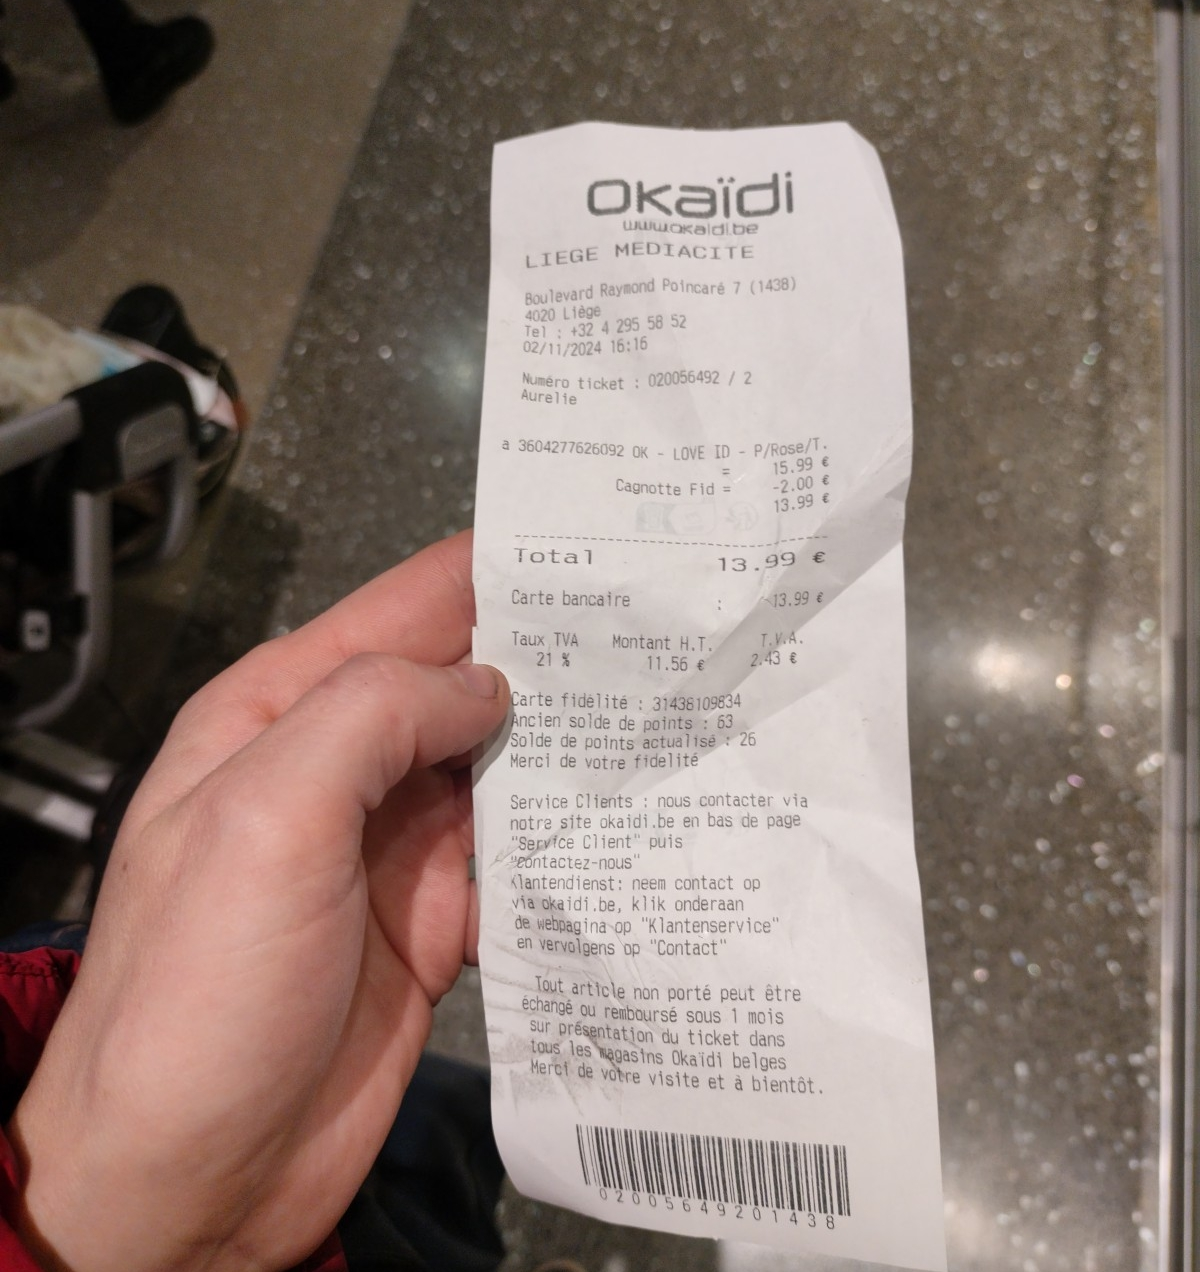 Okaïdi
www.okaidi.be
LIEGE MEDIACITE
Boulevard Raymond Poincaré 7 (1438)
4020 Liège
Tel : +32 4 295 58 52
02/11/2024 16:16
Numéro ticket : 020056492 / 2
Aurelie
a 3604277626092 OK - LOVE ID - P/Rose/T.
= 15.99 €
Cagnotte Fid = -2.00 €
13.99 €
Total 13.99 €
Carte bancaire : 13.99 €
Taux TVA Montant H.T. T.V.A.
21 % 11.56 € 2.43 €
Carte fidélité : 31438109834
Ancien solde de points : 63
Solde de points actualisé : 26
Merci de votre fidelité
Service Clients : nous contacter via
notre site okaidi.be en bas de page
"Service Client" puis
"contactez-nous"
Klantendienst: neem contact op
via okaidi.be, klik onderaan
de webpagina op "Klantenservice"
en vervolgens op "Contact"
Tout article non porté peut être
échangé ou remboursé sous 1 mois
sur présentation du ticket dans
tous les magasins Okaïdi belges
Merci de votre visite et à bientôt.
02005649201438